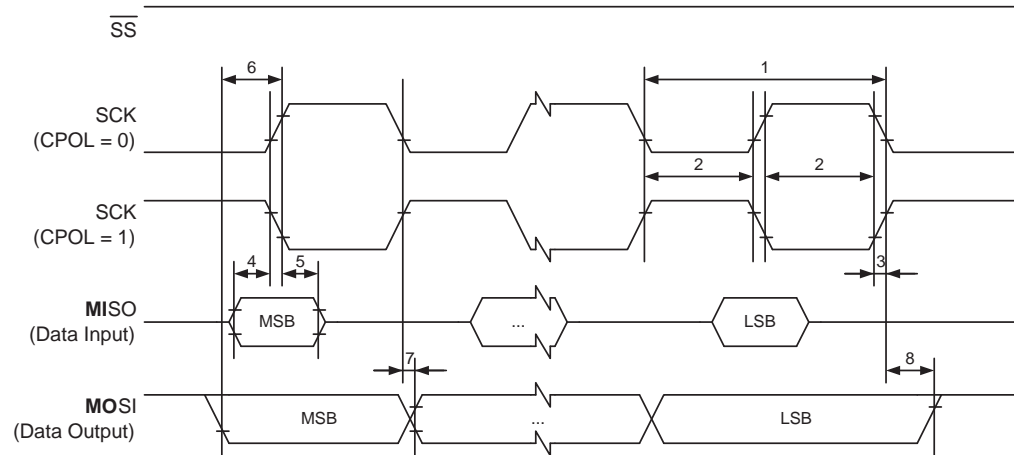 SS
6
1
SCK
(CPOL = 0)
2
2
SCK
(CPOL = 1)
4
5
3
MISO
(Data Input)
MSB
...
LSB
7
8
MOSI
(Data Output)
MSB
...
LSB